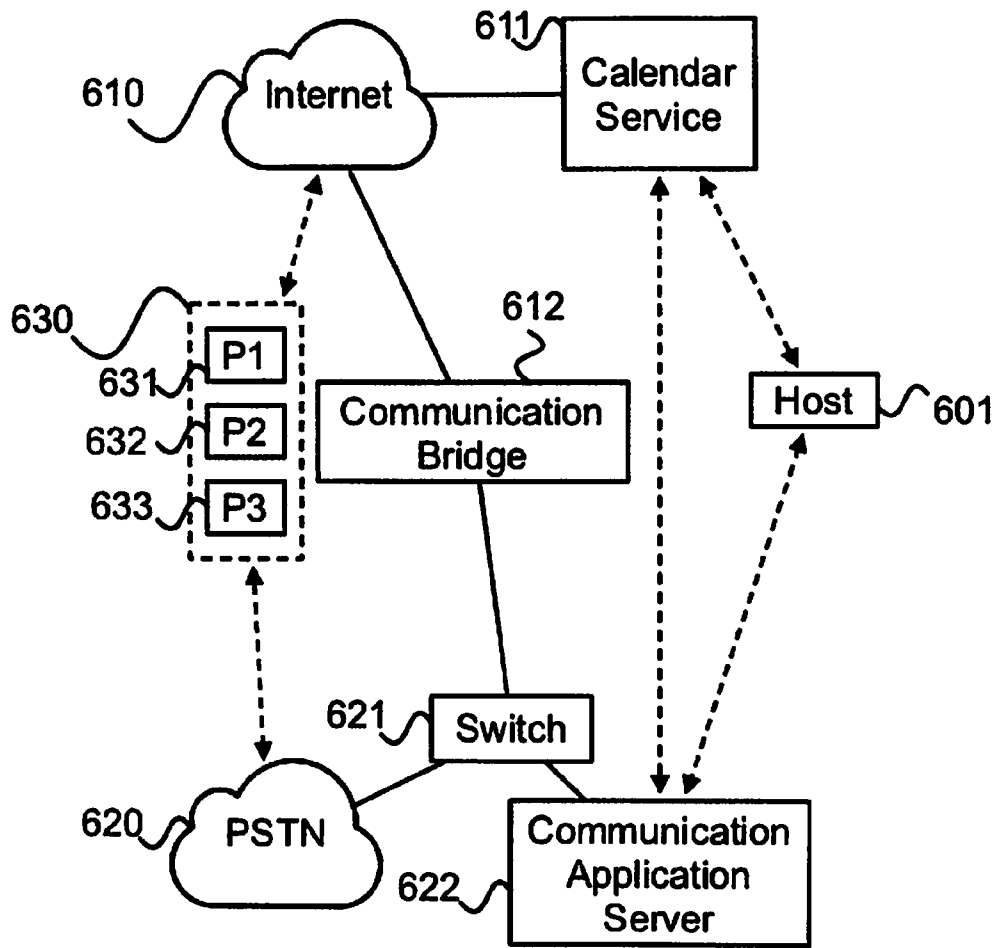 611
Calendar
Service
Internet
610
630
612
P1
631
Communication
Bridge
Host
601
P2
632
P3
633
621
Switch
620
PSTN
Communication
Application
Server
622